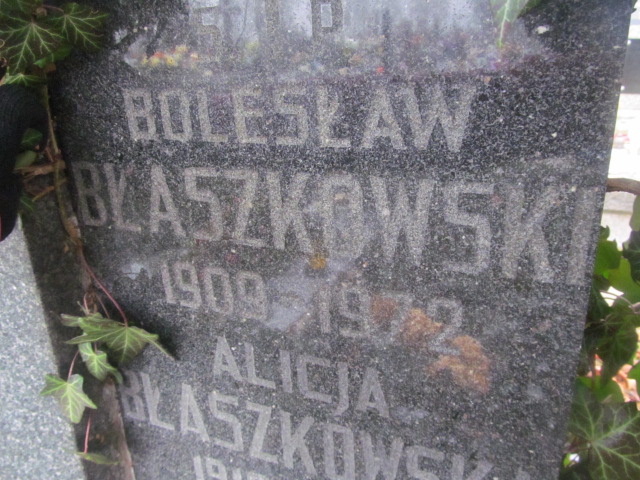 S I P
BOLESŁAW
BŁASZKOWSKI
1909-1972
ALICJA
BŁASZKOWSKA